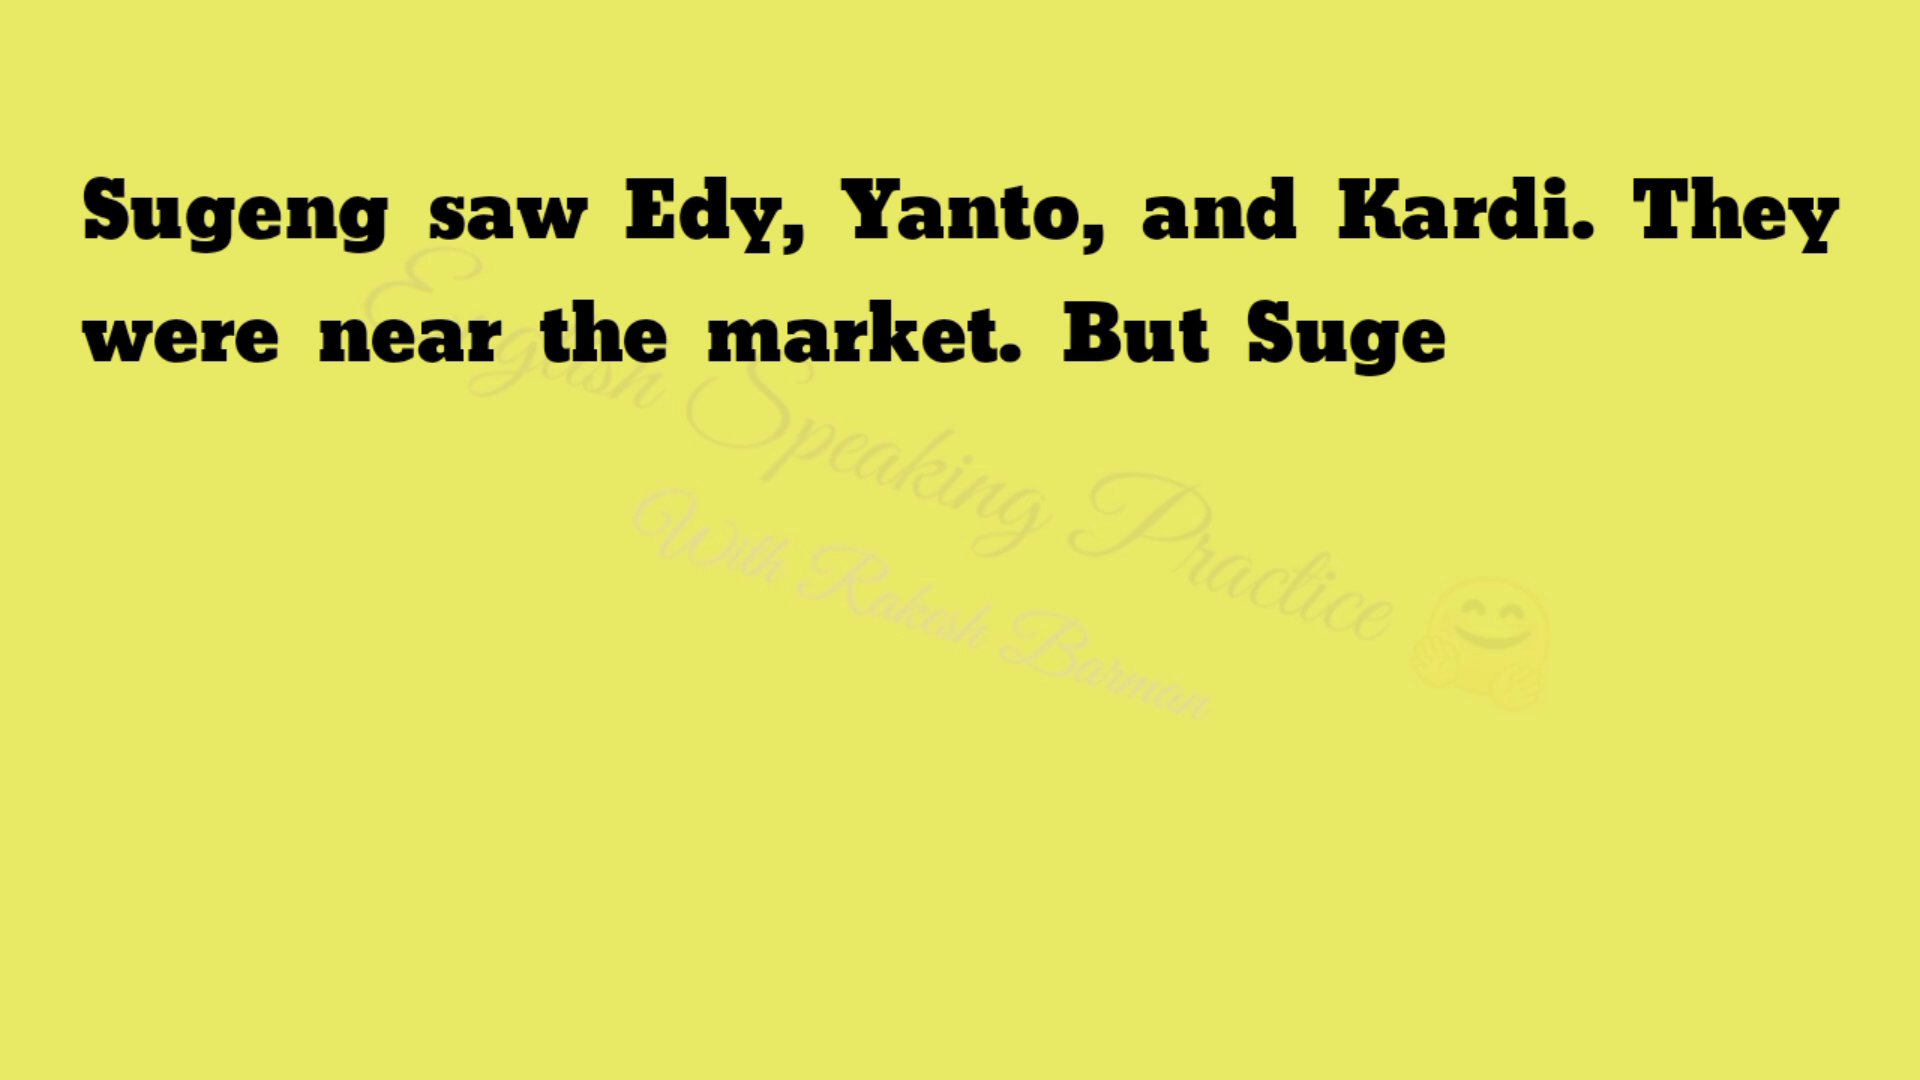 Sugeng saw Edy, Yanto, and Kardi. They
were near the market. But Suge
English Speaking Practice
With Rakesh Barman